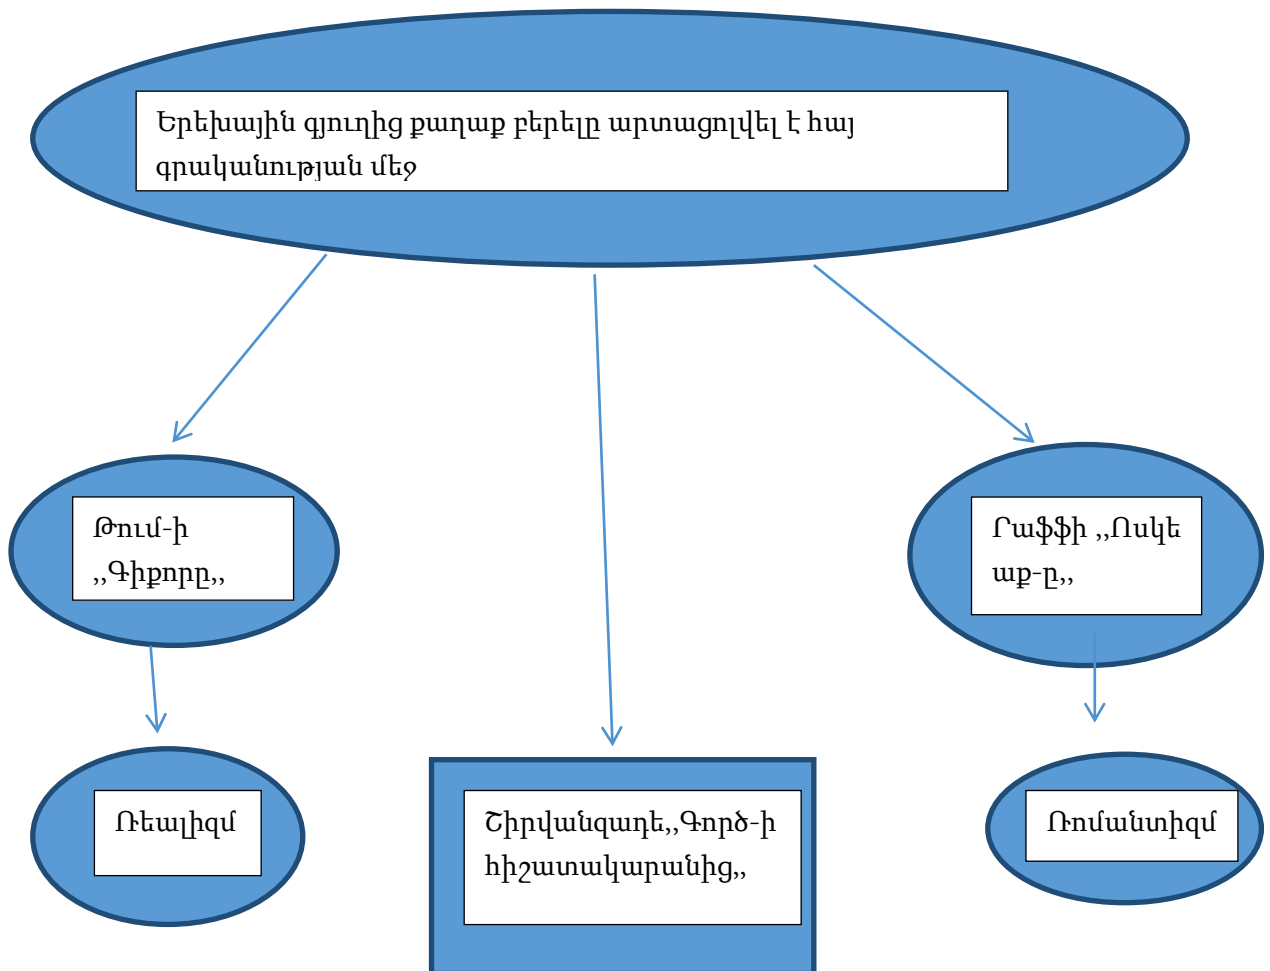 Երեխային գյուղից քաղաք բերելը արտացոլվել է հայ
գրականության մեջ
Թում-ի
,,Գիքորը,,
Րաֆֆի ,,Ոսկե
աք-ը,,
Ռեալիզմ
Շիրվանզադե,,Գործ-ի
հիշատակարանից,,
Ռոմանտիզմ